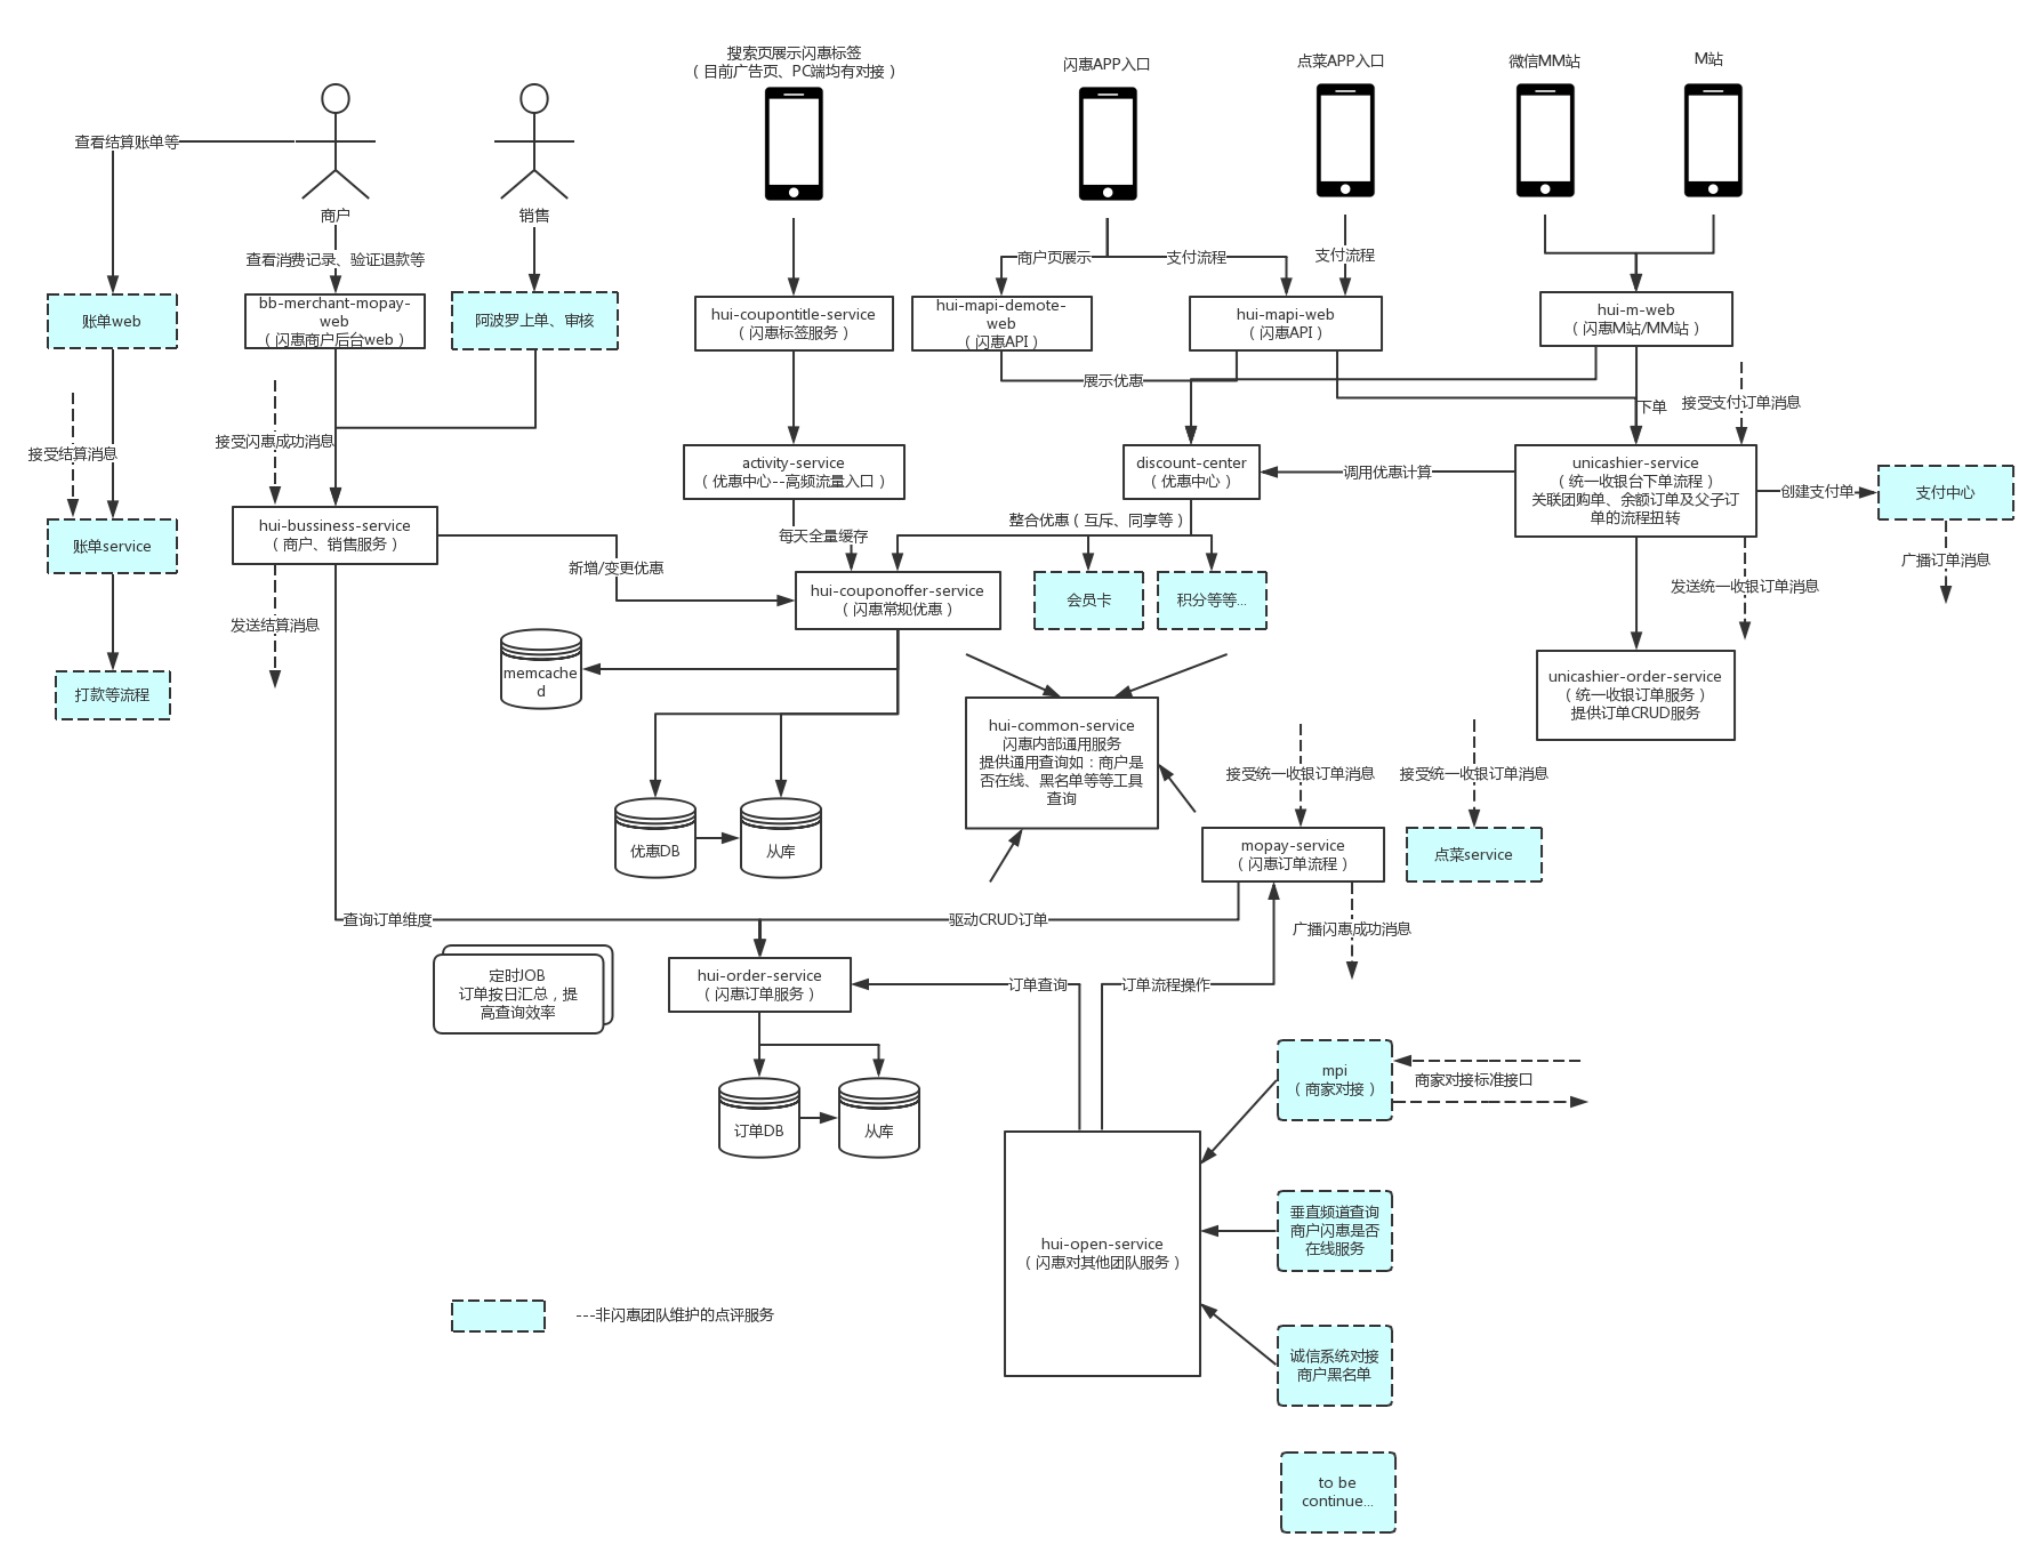 搜索页展示闪惠标签
（目前广告页、PC端均有对接）
闪惠APP入口
点菜APP入口
微信MM站
M站
查看结算账单等
商户
销售
查看消费记录、验证退款等
商户页展示
支付流程
支付流程
账单web
bb-merchant-mopay-
web
（闪惠商户后台web）
阿波罗上单、审核
hui-coupontitle-service
（闪惠标签服务）
hui-mapi-demote-
web
（闪惠API）
hui-mapi-web
（闪惠API）
hui-m-web
（闪惠M站/MM站）
展示优惠
下单
接受支付订单消息
接受结算消息
接受闪惠成功消息
activity-service
（优惠中心--高频流量入口）
discount-center
（优惠中心）
调用优惠计算
unicashier-service
（统一收银台下单流程）
关联团购单、余额订单及父子订
单的流程扭转
创建支付单
支付中心
账单service
hui-bussiness-service
（商户、销售服务）
每天全量缓存
整合优惠（互斥、同享等）
新增/变更优惠
广播订单消息
发送统一收银订单消息
hui-couponoffer-service
（闪惠常规优惠）
会员卡
积分等等...
发送结算消息
打款等流程
memcache
d
unicashier-order-service
（统一收银订单服务）
提供订单CRUD服务
hui-common-service
闪惠内部通用服务
提供通用查询如：商户是
否在线、黑名单等等工具
查询
接受统一收银订单消息
接受统一收银订单消息
优惠DB
从库
mopay-service
（闪惠订单流程）
点菜service
查询订单维度
驱动CRUD订单
广播闪惠成功消息
定时JOB
订单按日汇总，提
高查询效率
hui-order-service
（闪惠订单服务）
订单查询
订单流程操作
订单DB
从库
mpi
（商家对接）
商家对接标准接口
hui-open-service
（闪惠对其他团队服务）
垂直频道查询
商户闪惠是否
在线服务
---非闪惠团队维护的点评服务
诚信系统对接
商户黑名单
to be
continue...